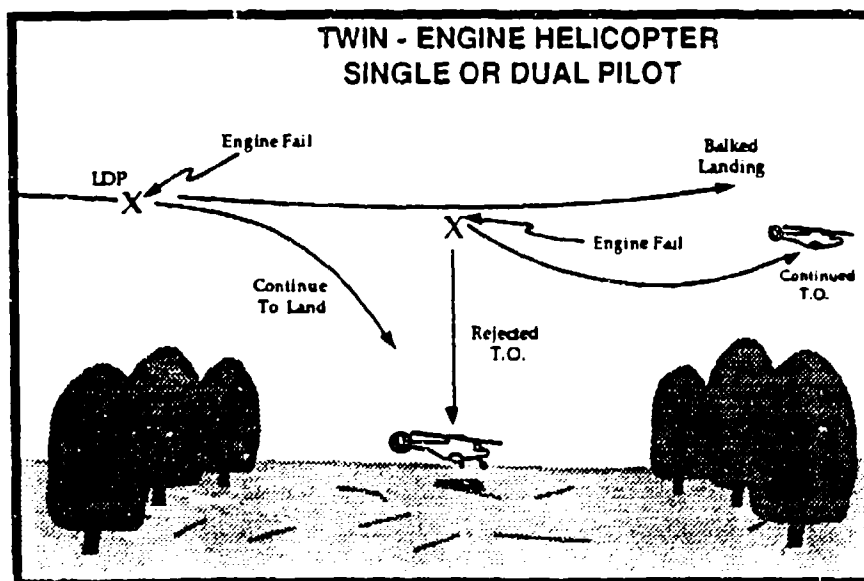 TWIN - ENGINE HELICOPTER
SINGLE OR DUAL PILOT
Engine Fail
Balked
Landing
LDP
X
X
Engine Fail
Continue
To Land
Continued
T.O.
Rejected
T.O.